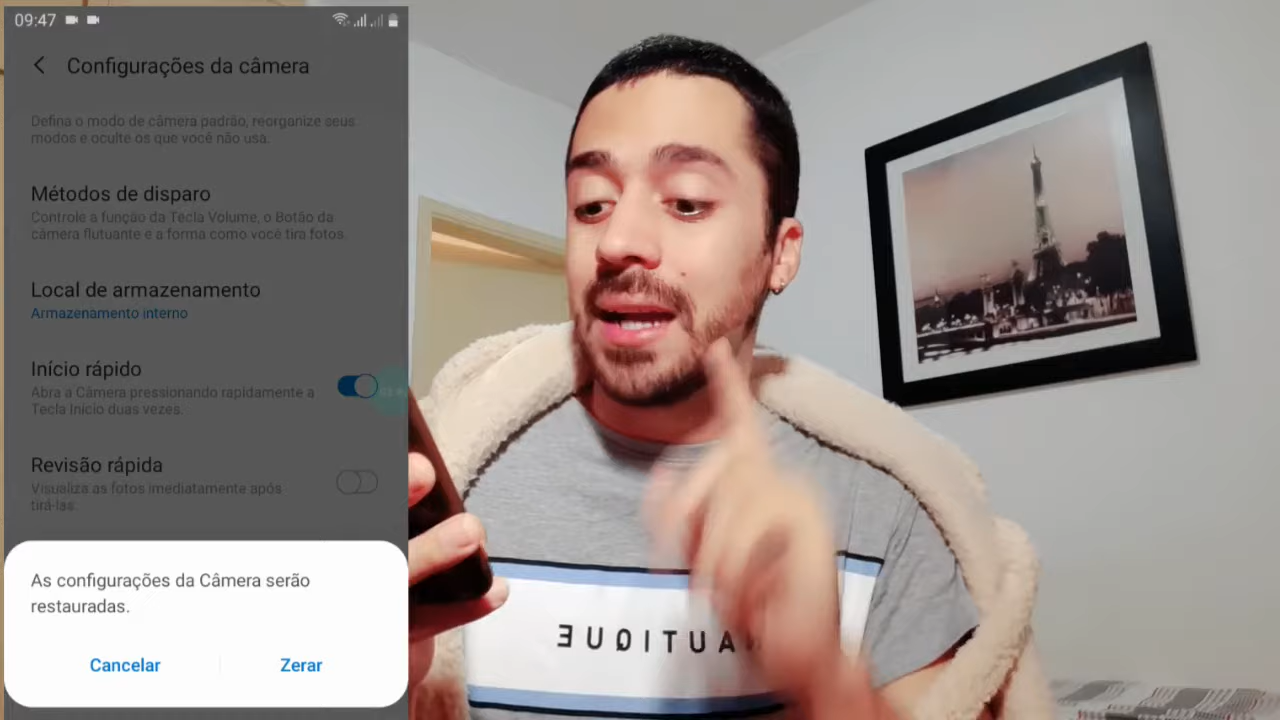 09:47
Configurações da câmera
Defina o modo de câmera padrão, reorganize seus
modos e oculte os que você não usa.
Métodos de disparo
Controle a função da Tecla Volume, o Botão da
câmera flutuante e a forma como você tira fotos.
Local de armazenamento
Armazenamento interno
Início rápido
Abra a Câmera pressionando rapidamente a
Tecla Início duas vezes.
Revisão rápida
Visualiza as fotos imediatamente após
tirá-las.
As configurações da Câmera serão
restauradas.
Cancelar
Zerar
NAUTIQUE